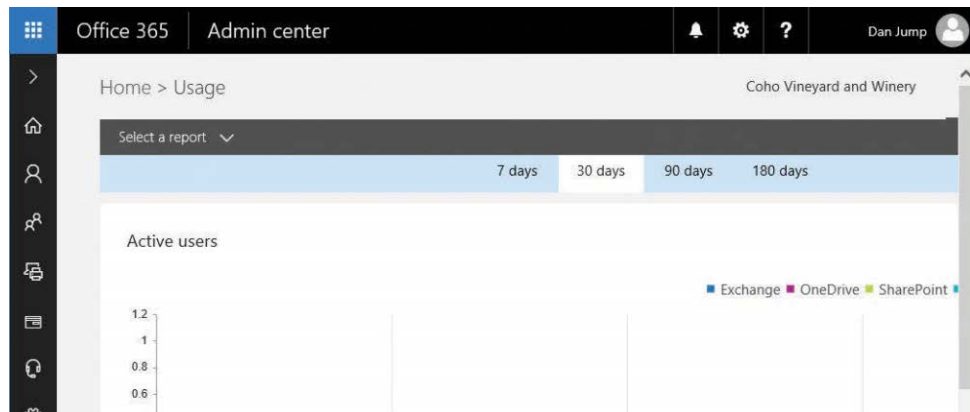 Office 365 Admin center ? Dan Jump
Home > Usage Coho Vineyard and Winery
Select a report
7 days 30 days 90 days 180 days
Active users
Exchange OneDrive SharePoint
1.2
1
0.8
0.6